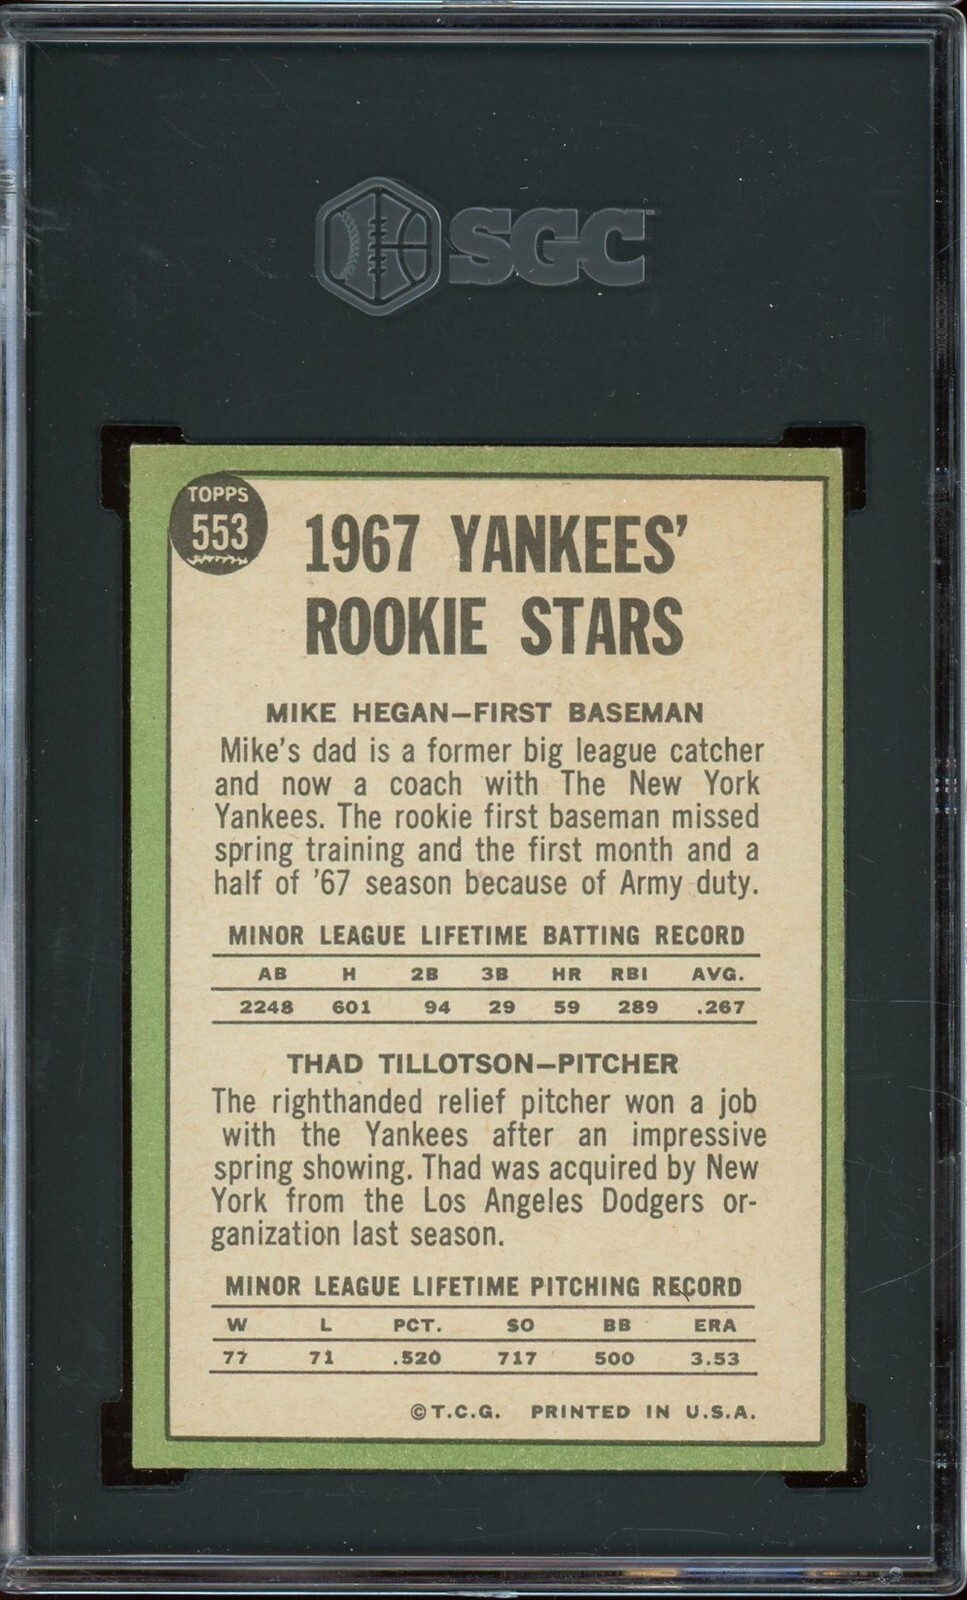 SGC
TOPPS
553
1967 YANKEES'
ROOKIE STARS
MIKE HEGAN–FIRST BASEMAN
Mike's dad is a former big league catcher
and now a coach with The New York
Yankees. The rookie first baseman missed
spring training and the first month and a
half of '67 season because of Army duty.
MINOR LEAGUE LIFETIME BATTING RECORD
AB H 2B 3B HR RBI AVG.
2248 601 94 29 59 289 .267
THAD TILLOTSON–PITCHER
The righthanded relief pitcher won a job
with the Yankees after an impressive
spring showing. Thad was acquired by New
York from the Los Angeles Dodgers or-
ganization last season.
MINOR LEAGUE LIFETIME PITCHING RECORD
W L PCT. SO BB ERA
77 71 .520 717 500 3.53
©T.C.G. PRINTED IN U.S.A.